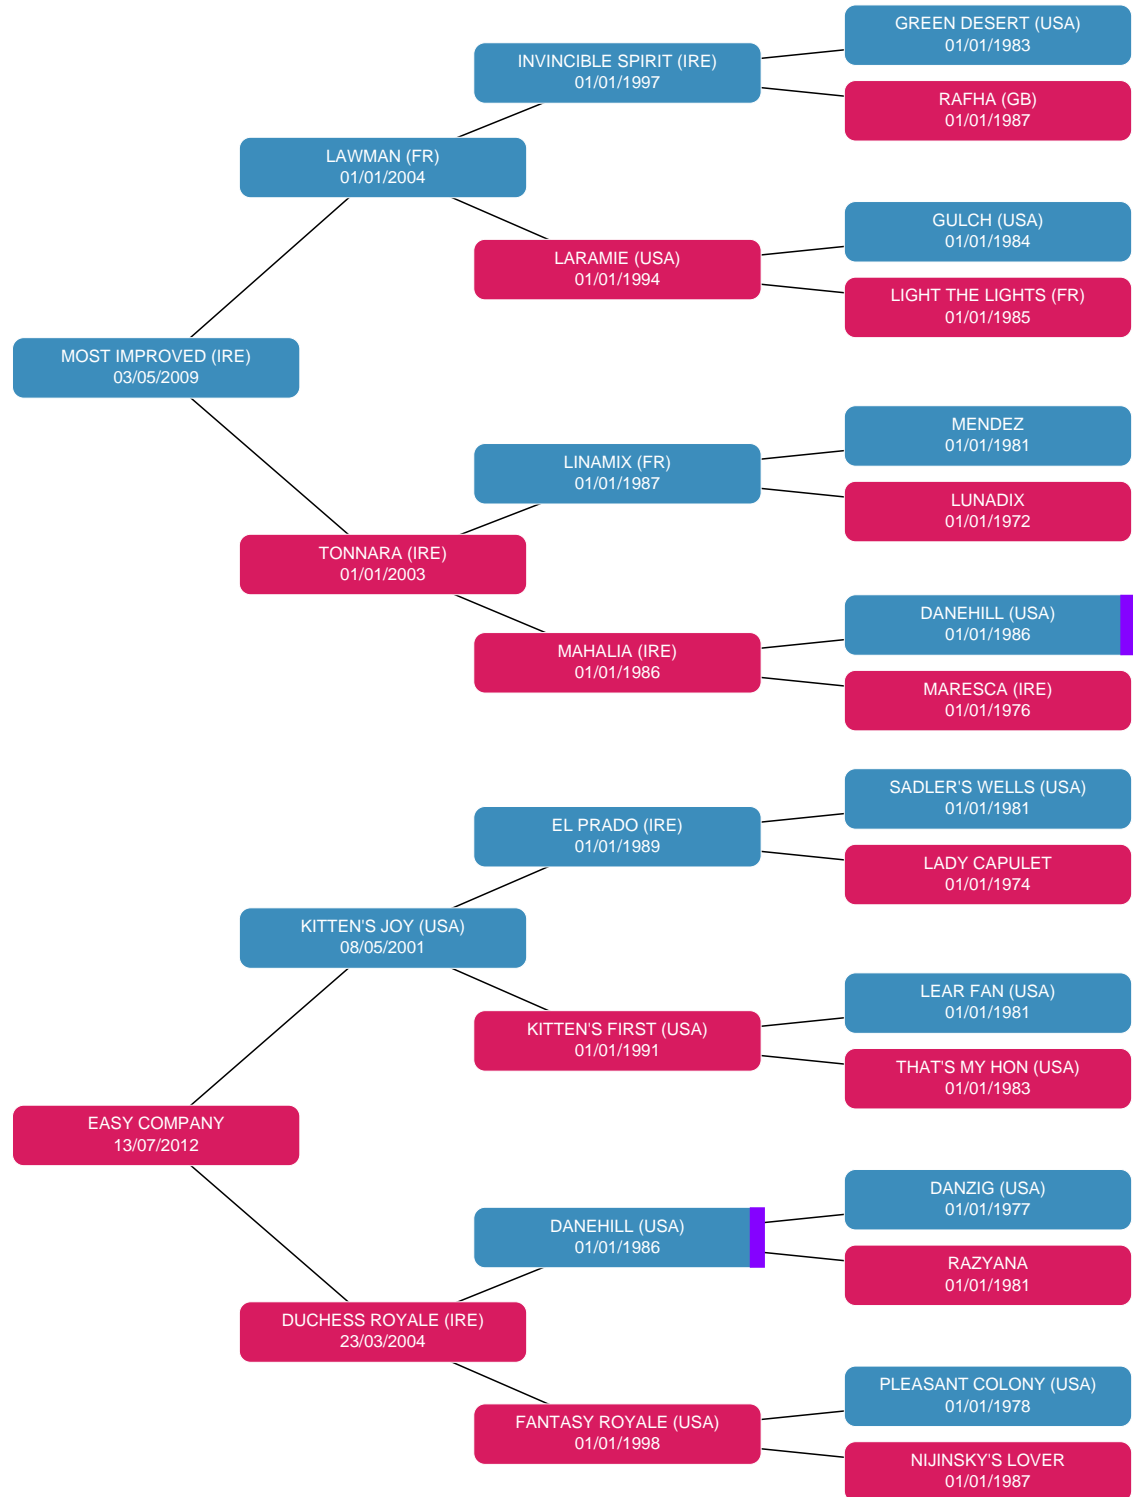 GREEN DESERT (USA)
01/01/1983
INVINCIBLE SPIRIT (IRE)
01/01/1997
RAFHA (GB)
01/01/1987
LAWMAN (FR)
01/01/2004
GULCH (USA)
01/01/1984
LARAMIE (USA)
01/01/1994
LIGHT THE LIGHTS (FR)
01/01/1985
MOST IMPROVED (IRE)
03/05/2009
MENDEZ
01/01/1981
LINAMIX (FR)
01/01/1987
LUNADIX
01/01/1972
TONNARA (IRE)
01/01/2003
DANEHILL (USA)
01/01/1986
MAHALIA (IRE)
01/01/1986
MARESCA (IRE)
01/01/1976
SADLER'S WELLS (USA)
01/01/1981
EL PRADO (IRE)
01/01/1989
LADY CAPULET
01/01/1974
KITTEN'S JOY (USA)
08/05/2001
LEAR FAN (USA)
01/01/1981
KITTEN'S FIRST (USA)
01/01/1991
THAT'S MY HON (USA)
01/01/1983
EASY COMPANY
13/07/2012
DANZIG (USA)
01/01/1977
DANEHILL (USA)
01/01/1986
RAZYANA
01/01/1981
DUCHESS ROYALE (IRE)
23/03/2004
PLEASANT COLONY (USA)
01/01/1978
FANTASY ROYALE (USA)
01/01/1998
NIJINSKY'S LOVER
01/01/1987